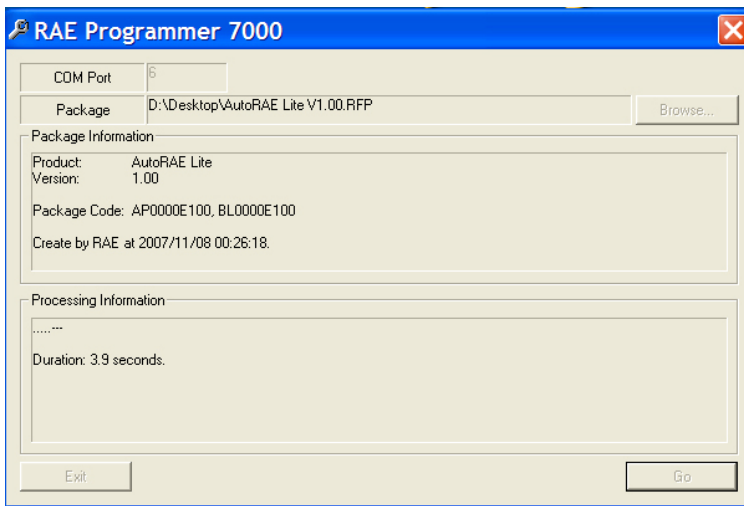 RAE Programmer 7000
COM Port 6
Package D:\Desktop\AutoRAE Lite V1.00.RFP Browse...
Package Information
Product: AutoRAE Lite
Version: 1.00
Package Code: AP0000E100, BL0000E100
Create by RAE at 2007/11/08 00:26:18.
Processing Information
.....---
Duration: 3.9 seconds.
Exit Go